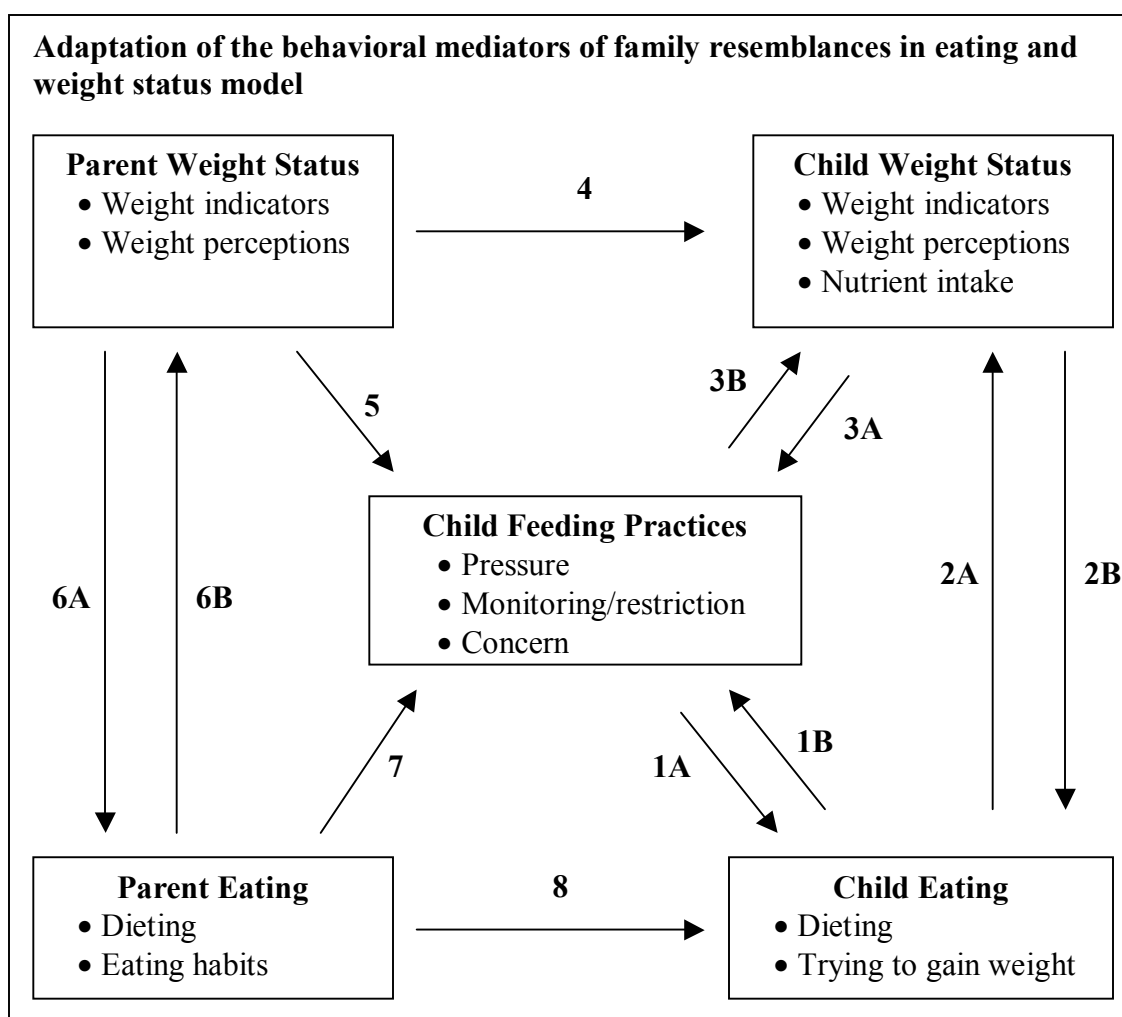 Adaptation of the behavioral mediators of family resemblances in eating and
weight status model
Parent Weight Status
• Weight indicators
• Weight perceptions
4
Child Weight Status
• Weight indicators
• Weight perceptions
• Nutrient intake
5
3B
3A
Child Feeding Practices
• Pressure
• Monitoring/restriction
• Concern
6A
6B
2A
2B
7
1A
1B
Parent Eating
• Dieting
• Eating habits
8
Child Eating
• Dieting
• Trying to gain weight